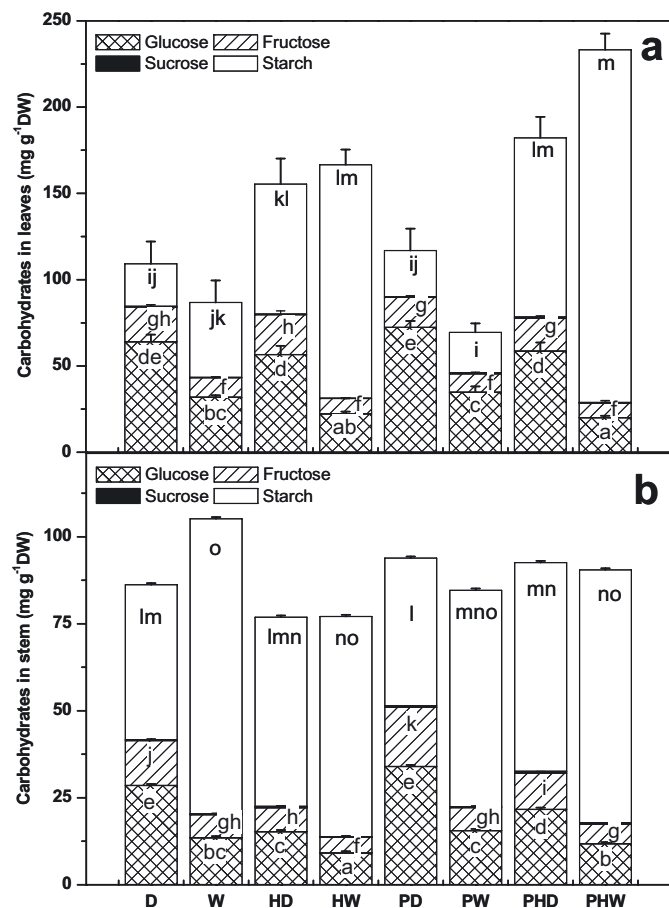 250
200
150
100
50
0
Carbohydrates in leaves (mg g-1DW)
Glucose Fructose
Sucrose Starch
a
ij gh de
jk f bc
kl h d
lm f ab
ij g e
i f c
lm g d
m f a
100
75
50
25
0
Carbohydrates in stem (mg g-1DW)
Glucose Fructose
Sucrose Starch
b
lm j e
o gh bc
lmn h c
no f a
l k e
mno gh c
mn i d
no g b
D W HD HW PD PW PHD PHW